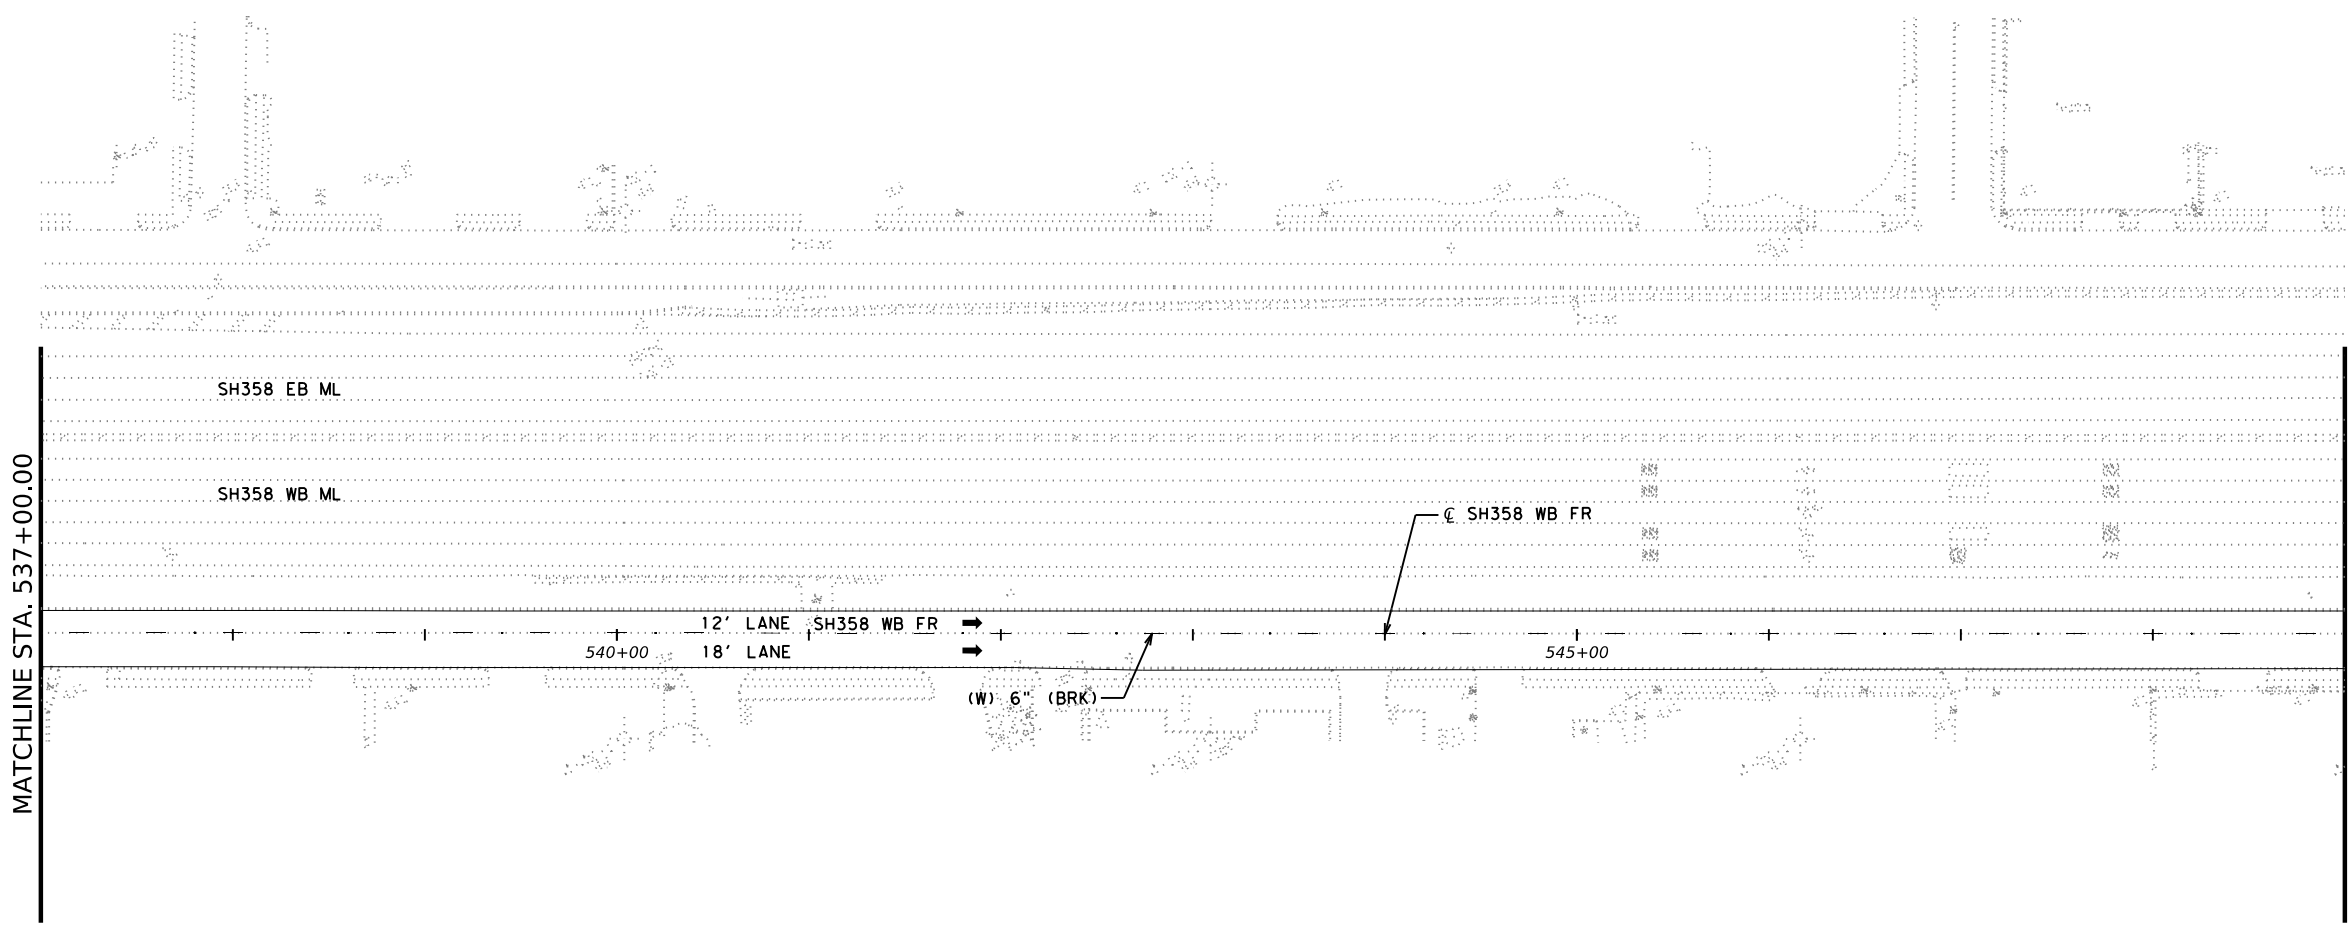 SH358 EB ML
SH358 WB ML
MATCHLINE STA. 537+00.00
℄ SH358 WB FR
12' LANE SH358 WB FR
540+00 18' LANE 545+00
(W) 6" (BRK)